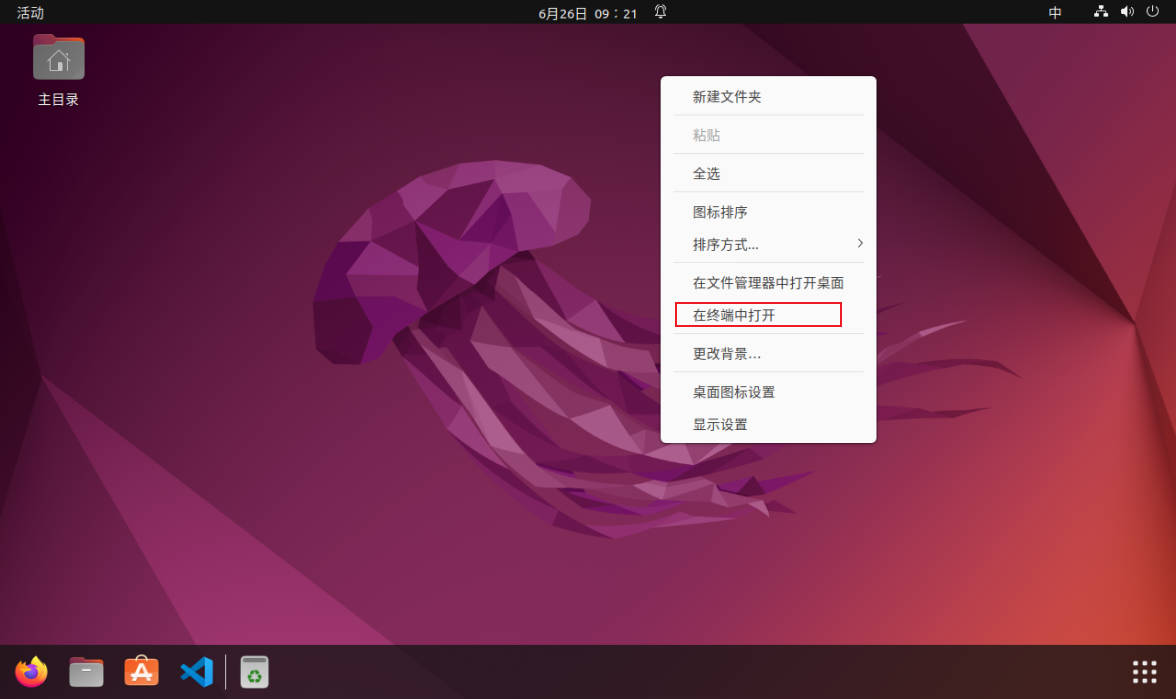 活动
6月26日 09：21
中
主目录
新建文件夹
粘贴
全选
图标排序
排序方式...
在文件管理器中打开桌面
在终端中打开
更改背景...
桌面图标设置
显示设置